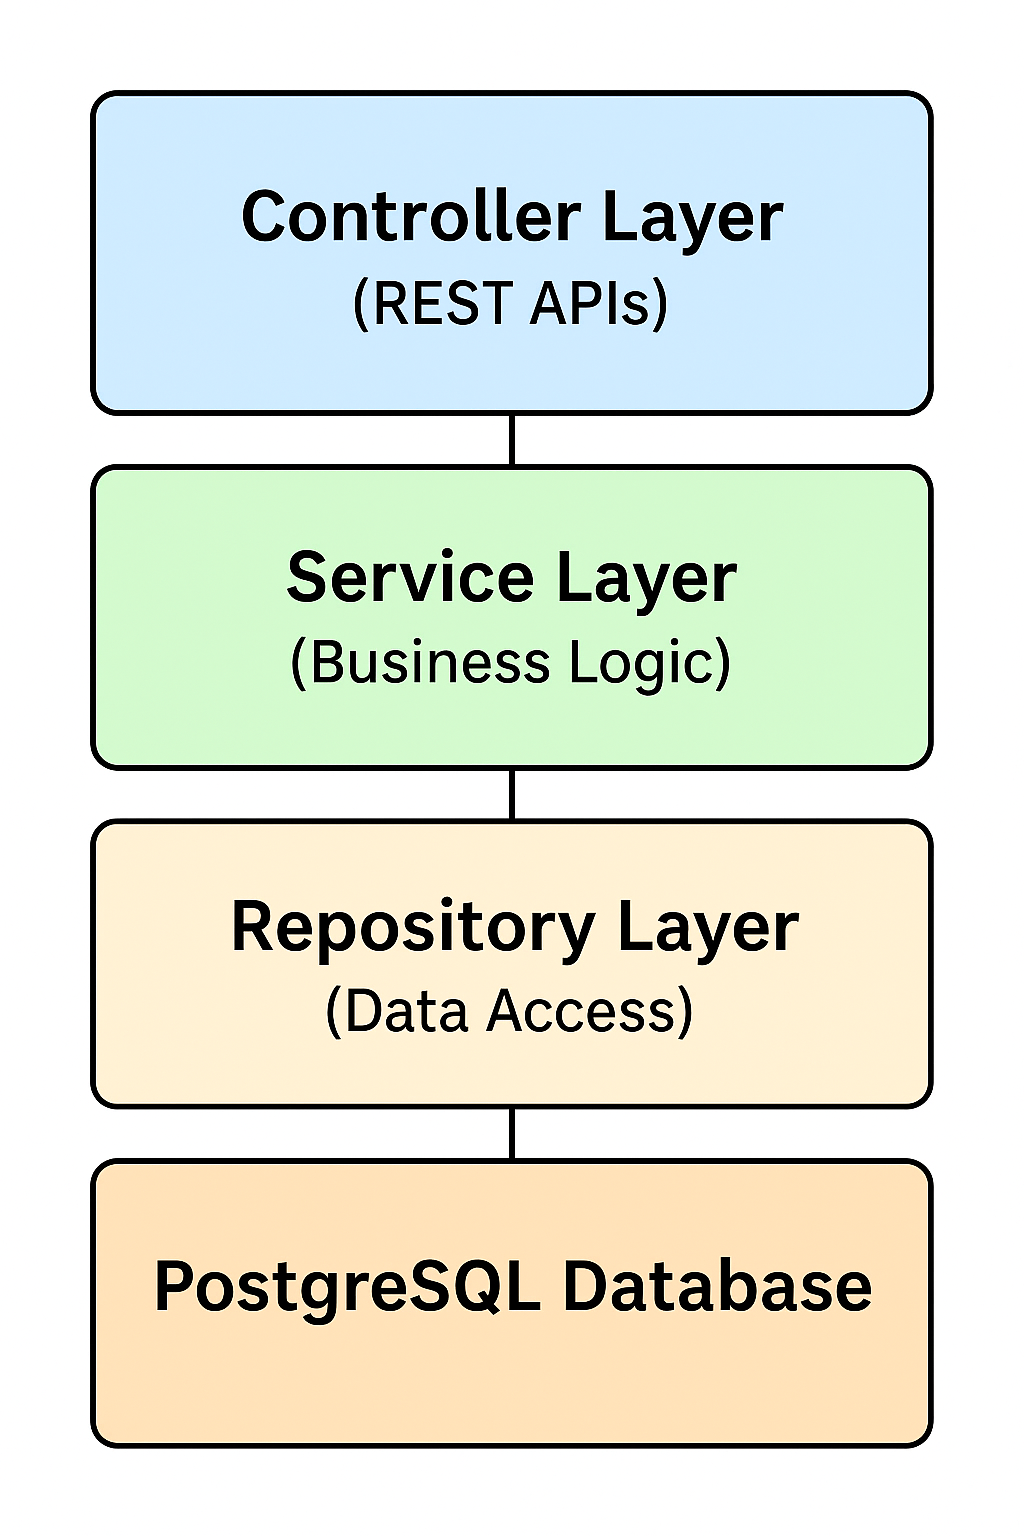 Controller Layer
(REST APIs)
Service Layer
(Business Logic)
Repository Layer
(Data Access)
PostgreSQL Database